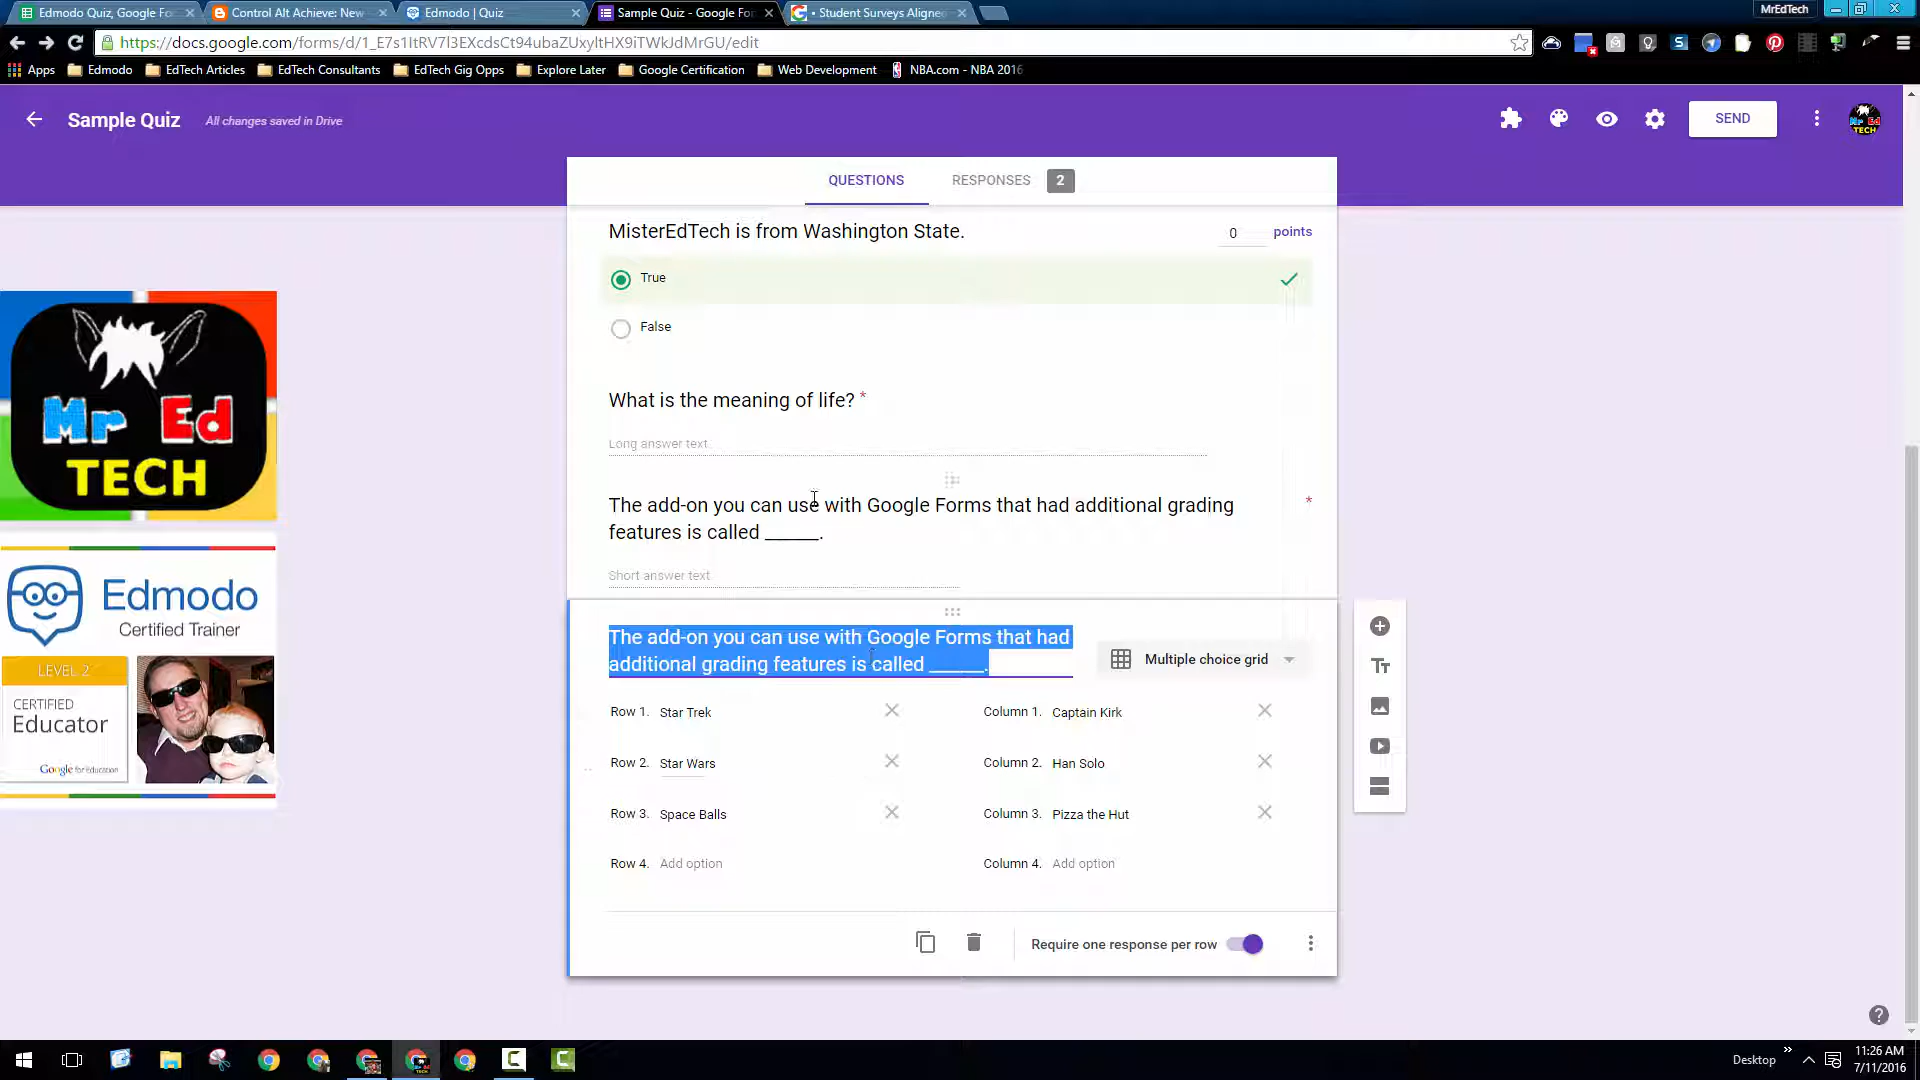 Edmodo Quiz, Google Fo
Control Alt Achieve: New
Edmodo | Quiz
Sample Quiz - Google Fo
• Student Surveys Aligned
MrEdTech
https://docs.google.com/forms/d/1_E7s1ItRV7l3EXcdsCt94ubaZUxyltHX9iTWkJdMrGU/edit
Apps
Edmodo
EdTech Articles
EdTech Consultants
EdTech Gig Opps
Explore Later
Google Certification
Web Development
NBA.com - NBA 2016
Sample Quiz
All changes saved in Drive
SEND
QUESTIONS
RESPONSES
2
MisterEdTech is from Washington State.
0 points
True
False
What is the meaning of life? *
Long answer text
The add-on you can use with Google Forms that had additional grading *
features is called ______.
Short answer text
The add-on you can use with Google Forms that had
additional grading features is called ______.
Multiple choice grid
Row 1. Star Trek
Column 1. Captain Kirk
Row 2. Star Wars
Column 2. Han Solo
Row 3. Space Balls
Column 3. Pizza the Hut
Row 4. Add option
Column 4. Add option
Require one response per row
Mr Ed
TECH
Edmodo
Certified Trainer
LEVEL 2
CERTIFIED
Educator
Google for Education
Desktop
11:26 AM
7/11/2016